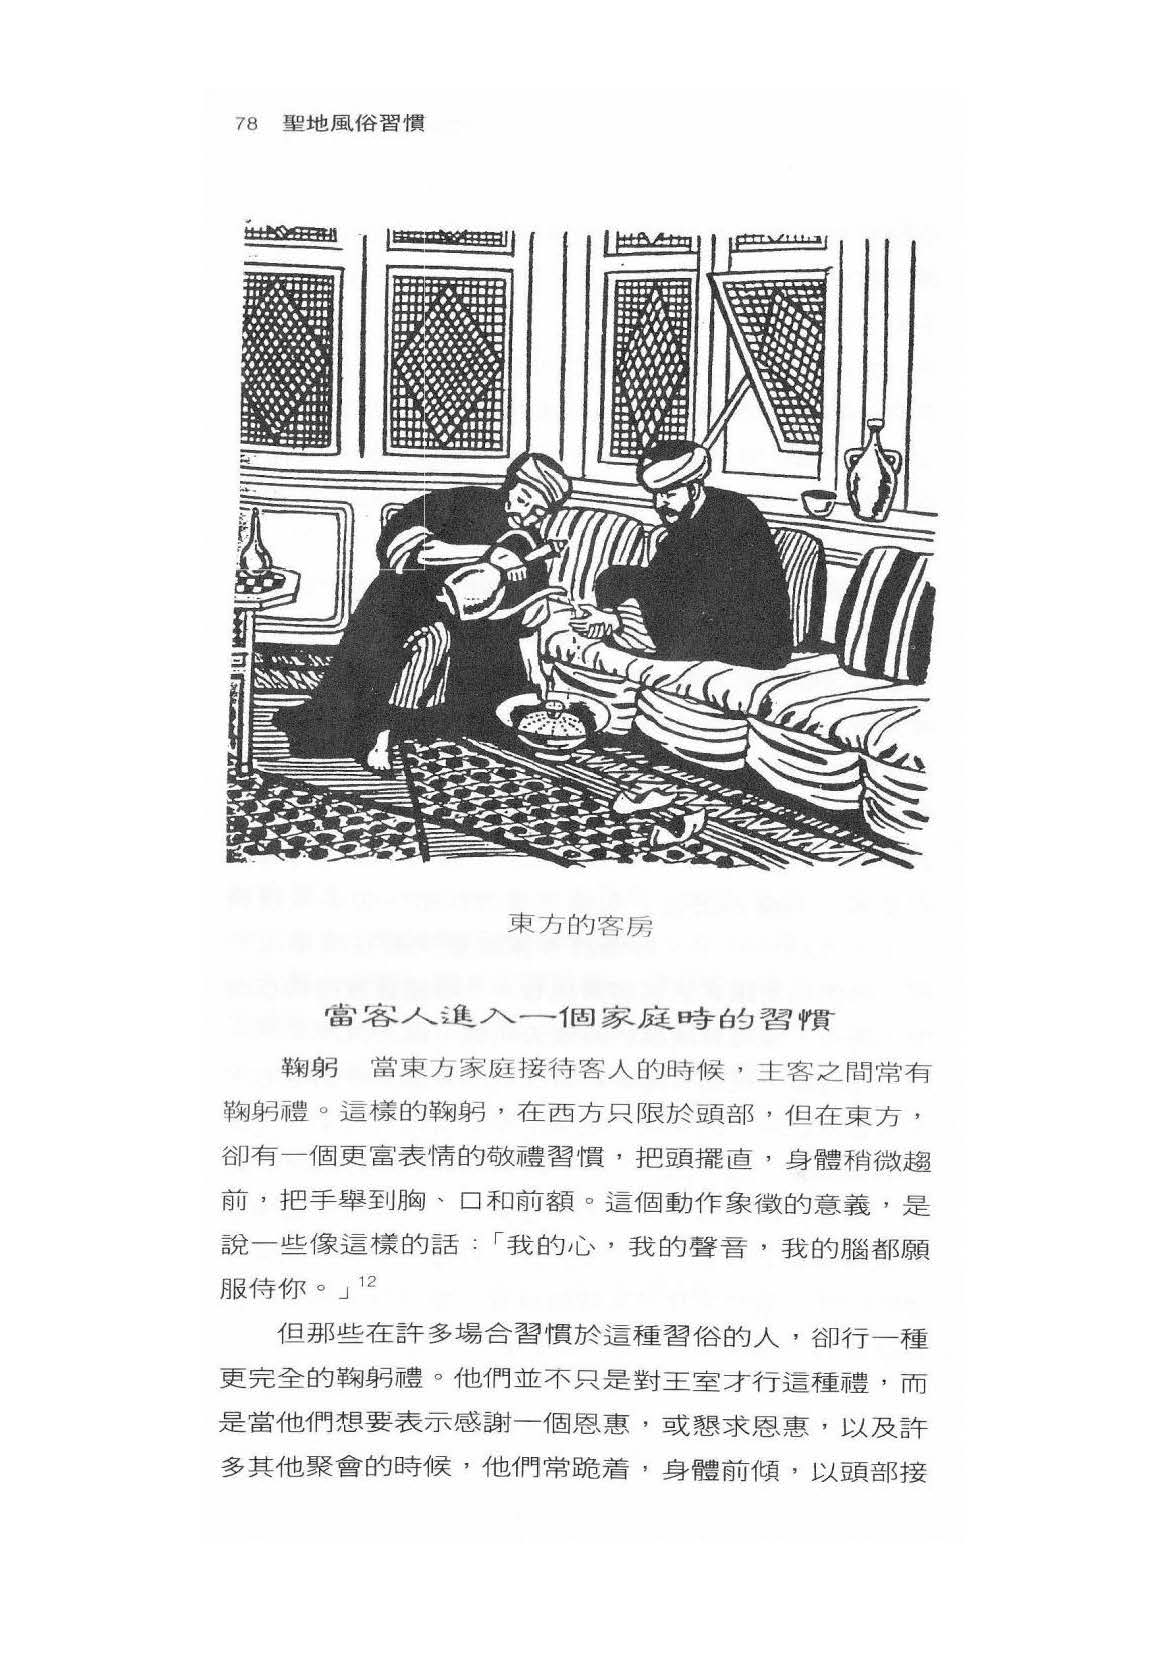 78 聖地風俗習慣
東方的客房
當客人進入一個家庭時的習慣
鞠躬　當東方家庭接待客人的時候，主客之間常有
鞠躬禮。這樣的鞠躬，在西方只限於頭部，但在東方，
卻有一個更富表情的敬禮習慣，把頭擺直，身體稍微趨
前，把手舉到胸、口和前額。這個動作象徵的意義，是
說一些像這樣的話：「我的心，我的聲音，我的腦都願
服侍你。」12
但那些在許多場合習慣於這種習俗的人，卻行一種
更完全的鞠躬禮。他們並不只是對王室才行這種禮，而
是當他們想要表示感謝一個恩惠，或懇求恩惠，以及許
多其他聚會的時候，他們常跪着，身體前傾，以頭部接